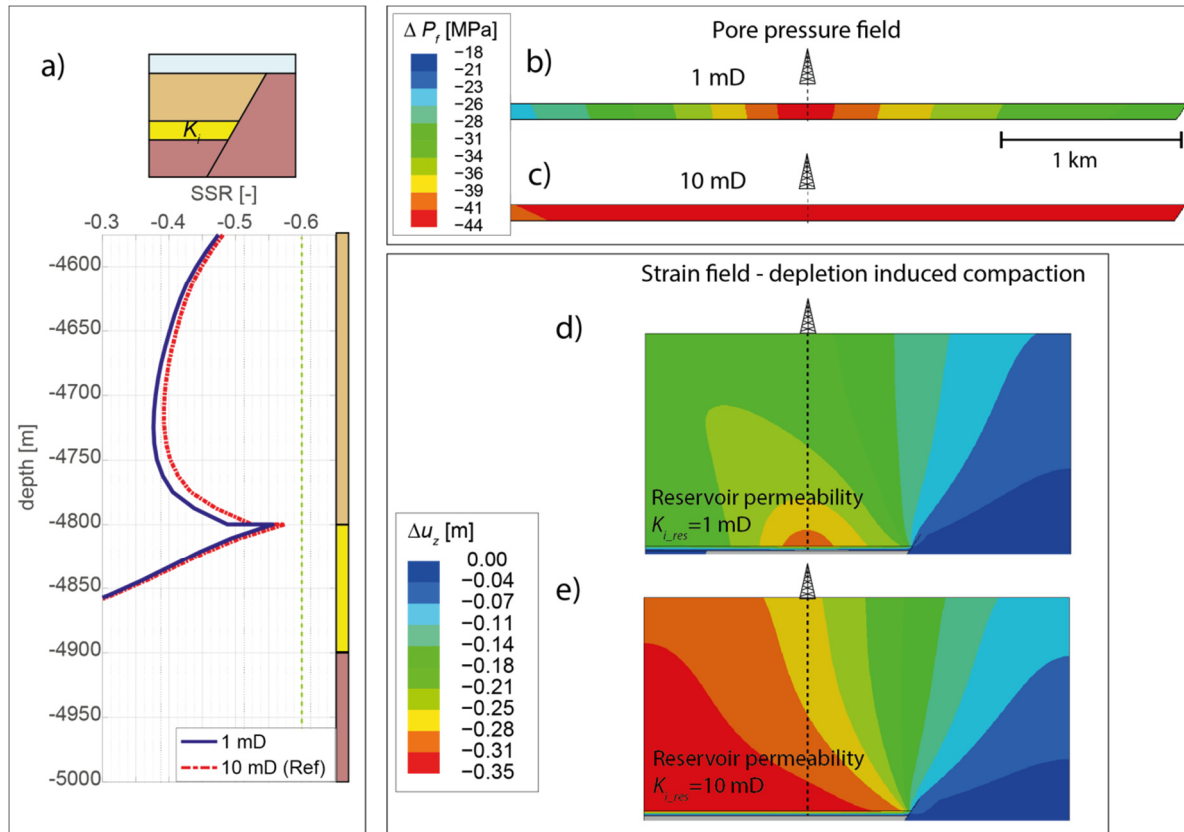 a)
K_i
SSR [-]
-0.3 -0.4 -0.5 -0.6
depth [m]
-4600
-4650
-4700
-4750
-4800
-4850
-4900
-4950
-5000
1 mD
10 mD (Ref)
Δ P_f [MPa]
−18
−21
−23
−26
−28
−31
−34
−36
−39
−41
−44
Pore pressure field
b)
1 mD
1 km
c)
10 mD
Strain field - depletion induced compaction
d)
Reservoir permeability
K_{i_res}=1 mD
Δu_z [m]
0.00
−0.04
−0.07
−0.11
−0.14
−0.18
−0.21
−0.25
−0.28
−0.31
−0.35
e)
Reservoir permeability
K_{i_res}=10 mD